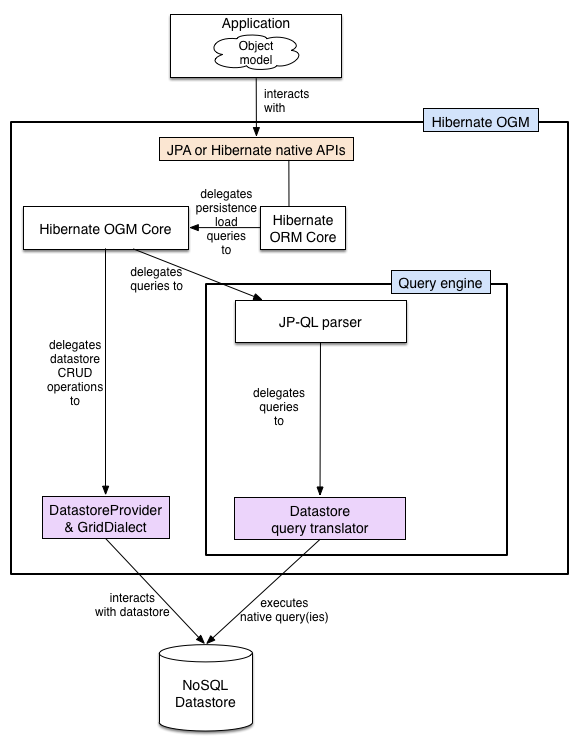 Application
Object
model
interacts
with
Hibernate OGM
JPA or Hibernate native APIs
delegates
persistence
load
queries
to
Hibernate OGM Core
Hibernate
ORM Core
delegates
queries to
Query engine
JP-QL parser
delegates
datastore
CRUD
operations
to
delegates
queries
to
DatastoreProvider
& GridDialect
Datastore
query translator
interacts
with datastore
executes
native query(ies)
NoSQL
Datastore